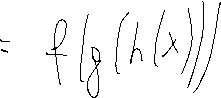 = f(g(h(x)))